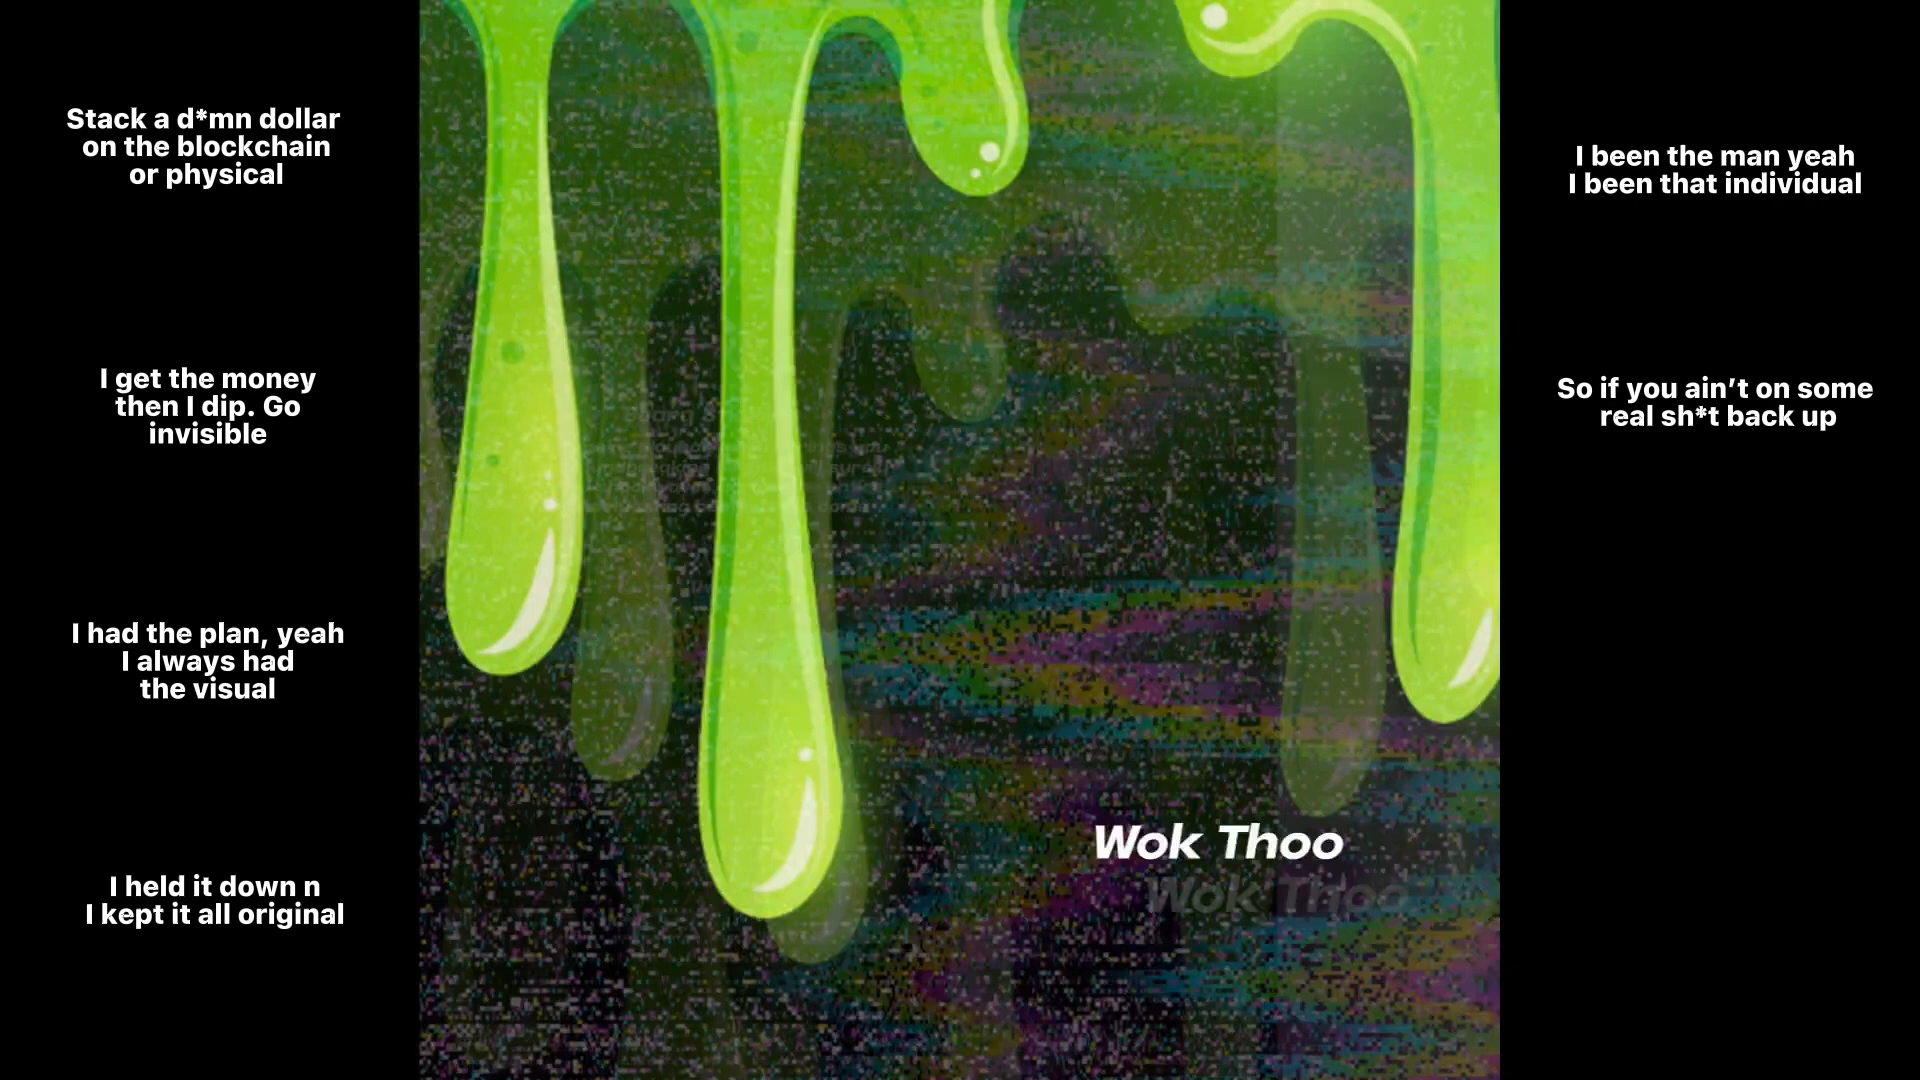 Stack a d*mn dollar
on the blockchain
or physical
I get the money
then I dip. Go
invisible
I had the plan, yeah
I always had
the visual
I held it down n
I kept it all original
I been the man yeah
I been that individual
So if you ain’t on some
real sh*t back up
Wok Thoo
Wok Thoo